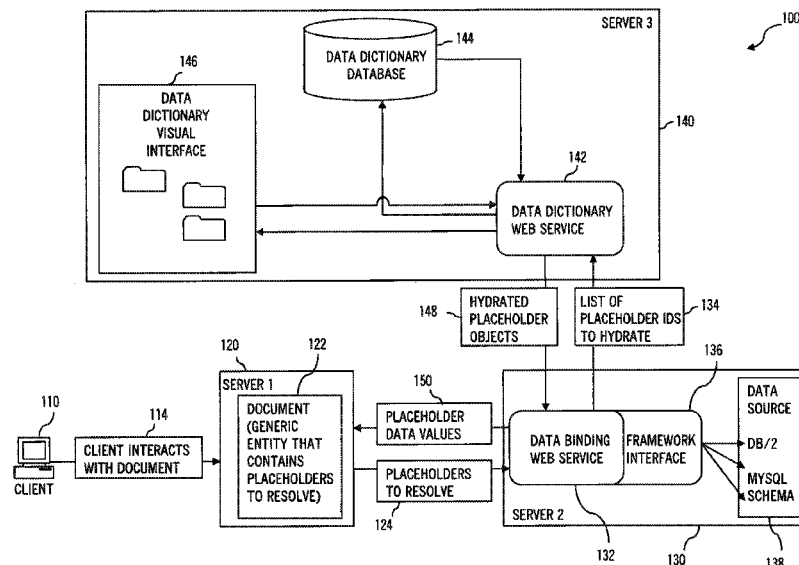 SERVER 3
100
144
DATA DICTIONARY
DATABASE
146
DATA
DICTIONARY
VISUAL
INTERFACE
140
142
DATA DICTIONARY
WEB SERVICE
148
HYDRATED
PLACEHOLDER
OBJECTS
LIST OF
PLACEHOLDER IDS
TO HYDRATE
134
110
CLIENT
114
CLIENT INTERACTS
WITH DOCUMENT
120
SERVER 1
122
DOCUMENT
(GENERIC
ENTITY THAT
CONTAINS
PLACEHOLDERS
TO RESOLVE)
150
PLACEHOLDER
DATA VALUES
PLACEHOLDERS
TO RESOLVE
124
136
DATA BINDING
WEB SERVICE
FRAMEWORK
INTERFACE
DATA
SOURCE
DB/2
MYSQL
SCHEMA
SERVER 2
132
130
138